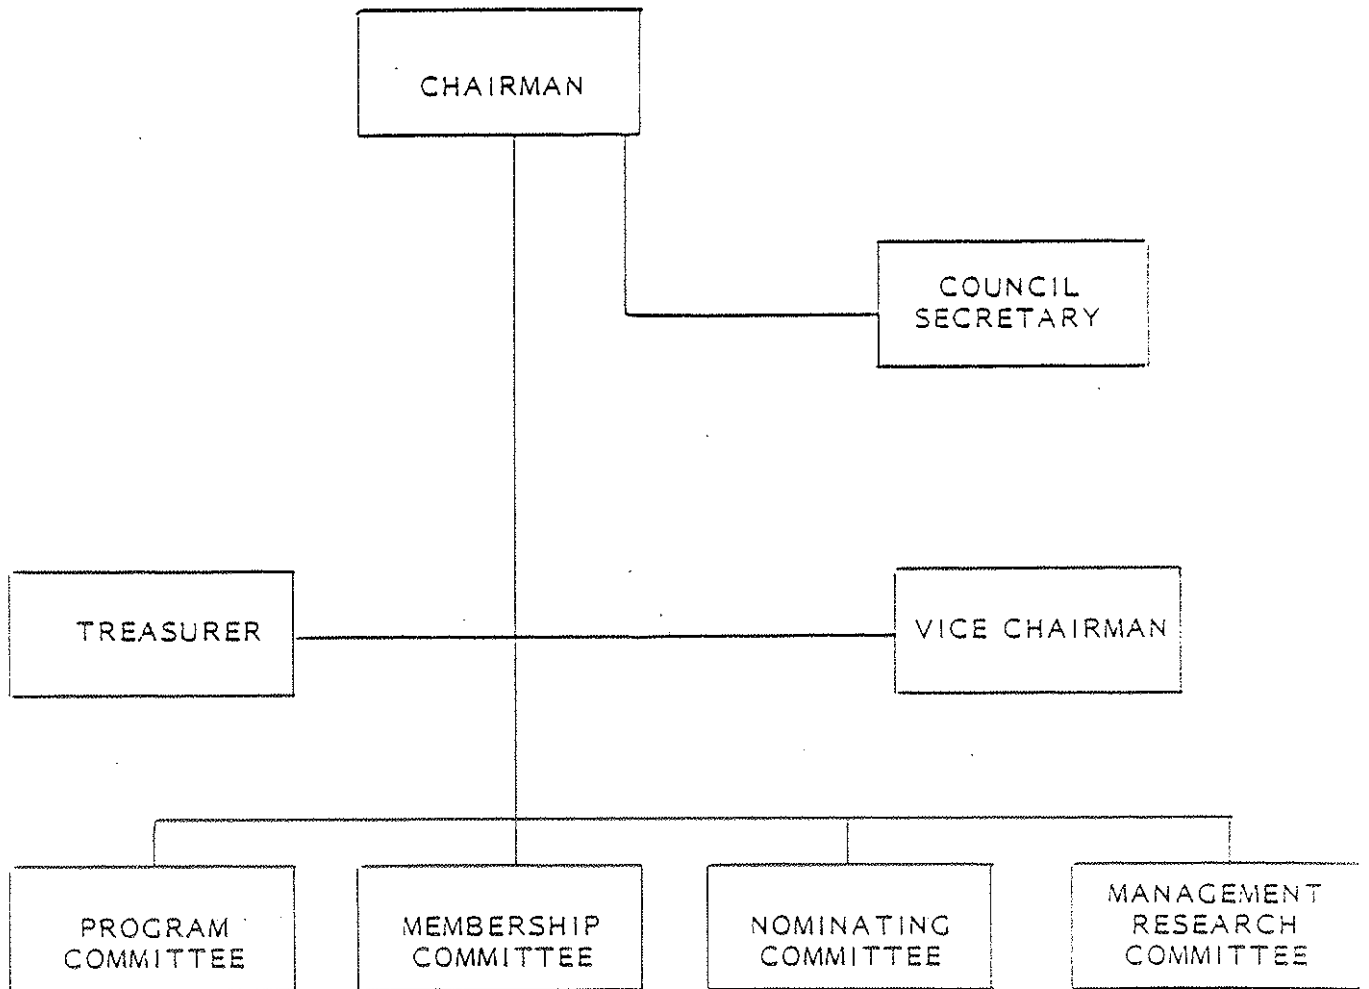 CHAIRMAN
COUNCIL
SECRETARY
TREASURER
VICE CHAIRMAN
PROGRAM
COMMITTEE
MEMBERSHIP
COMMITTEE
NOMINATING
COMMITTEE
MANAGEMENT
RESEARCH
COMMITTEE